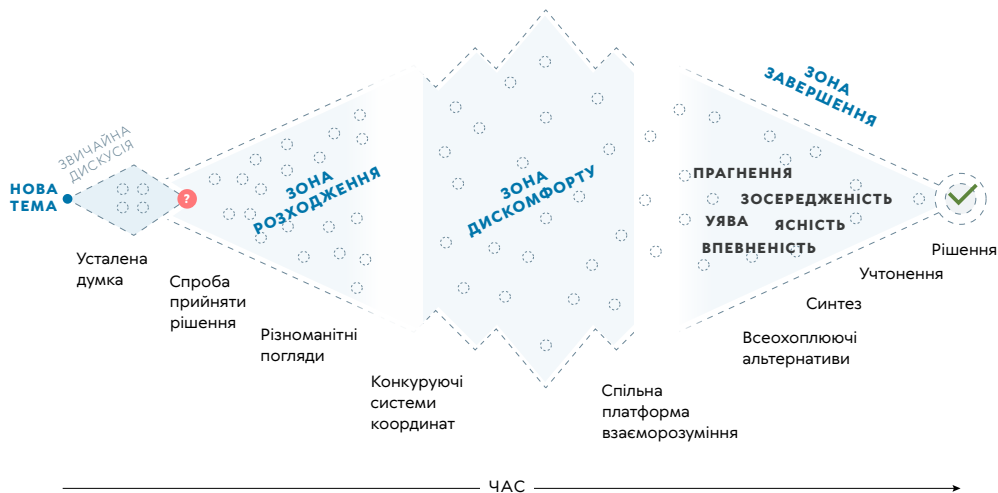 ЗВИЧАЙНА
ДИСКУСІЯ
НОВА
ТЕМА
?
Усталена
думка
Спроба
прийняти
рішення
ЗОНА
РОЗХОДЖЕННЯ
Різноманітні
погляди
Конкуруючі
системи
координат
ЗОНА
ДИСКОМФОРТУ
Спільна
платформа
взаєморозуміння
ЗОНА
ЗАВЕРШЕННЯ
ПРАГНЕННЯ
ЗОСЕРЕДЖЕНІСТЬ
УЯВА
ЯСНІСТЬ
ВПЕВНЕНІСТЬ
Всеохоплюючі
альтернативи
Синтез
Учтонення
Рішення
ЧАС